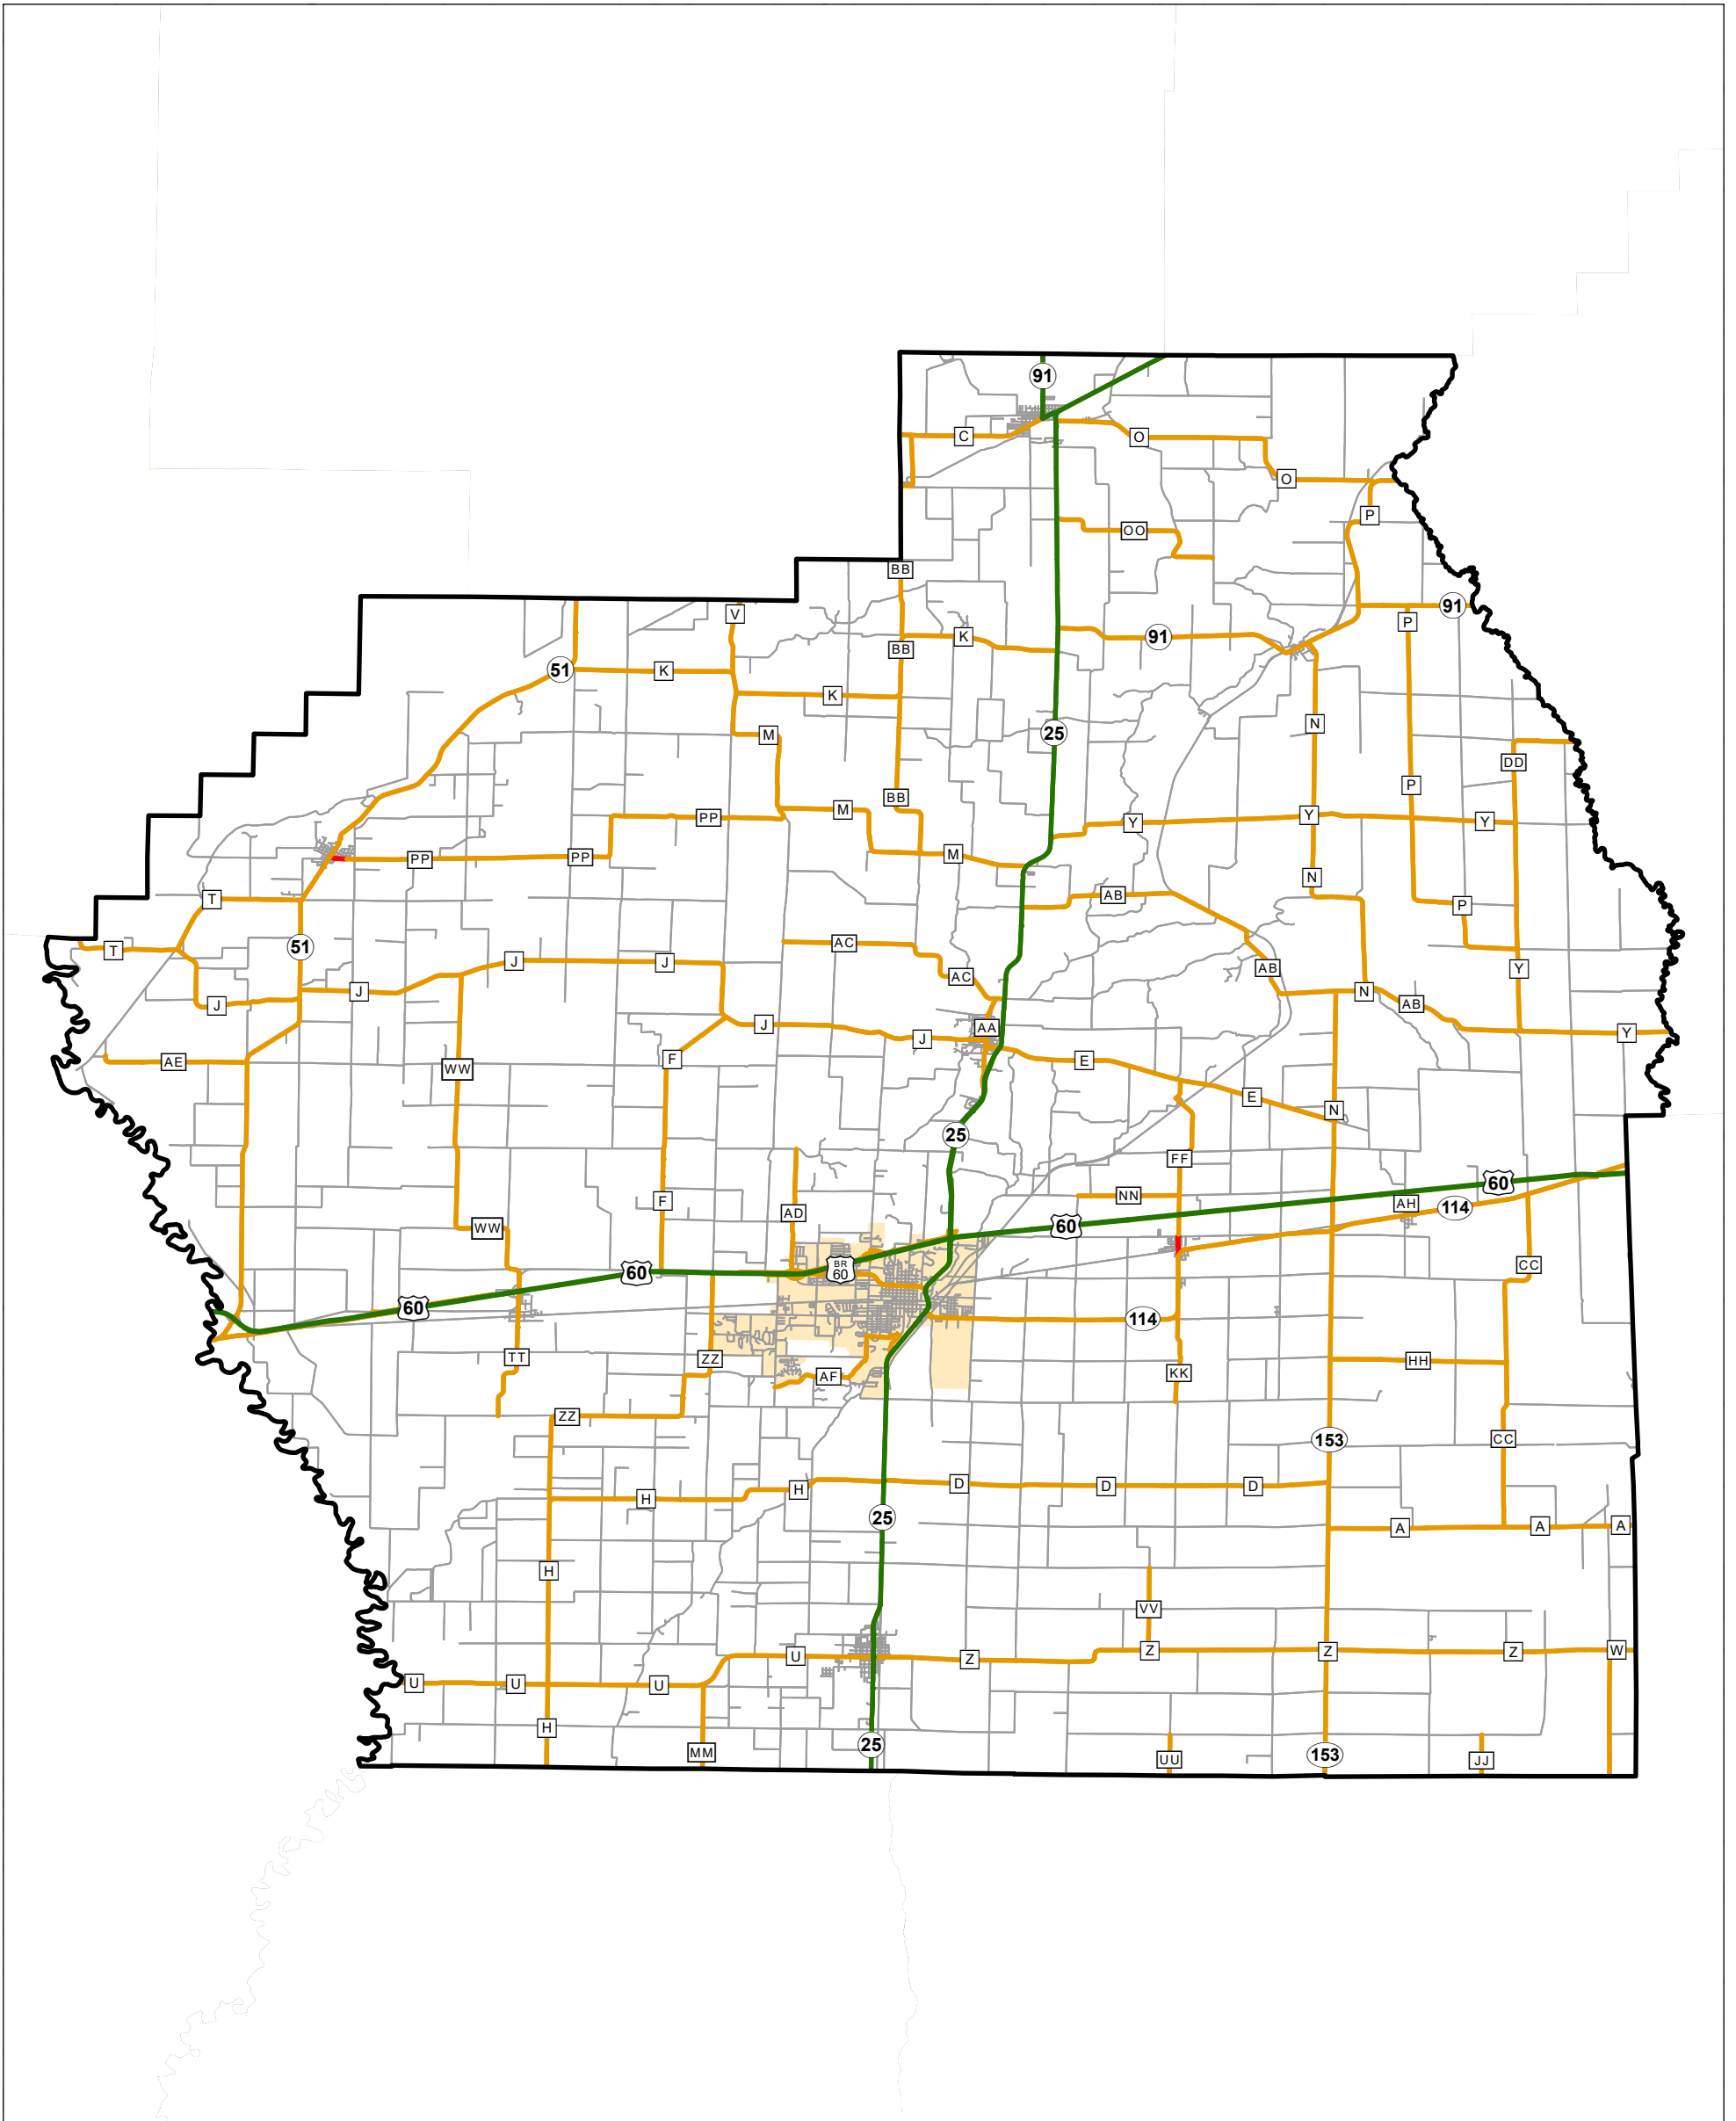 91
C
O
O
P
OO
BB
91
V
P
K
91
BB
51
K
K
N
25
M
DD
P
BB
M
Y
PP
Y
Y
M
PP
PP
N
AB
T
P
AC
51
T
J
J
AB
Y
AC
J
N
AB
J
J
AA
Y
J
F
E
AE
WW
E
N
25
FF
60
NN
F
AH
114
AD
60
WW
CC
BR
60
60
60
114
TT
ZZ
HH
KK
AF
ZZ
153
CC
D
D
D
H
H
25
A
A
A
H
VV
Z
Z
Z
W
U
Z
U
U
U
H
25
MM
153
UU
JJ